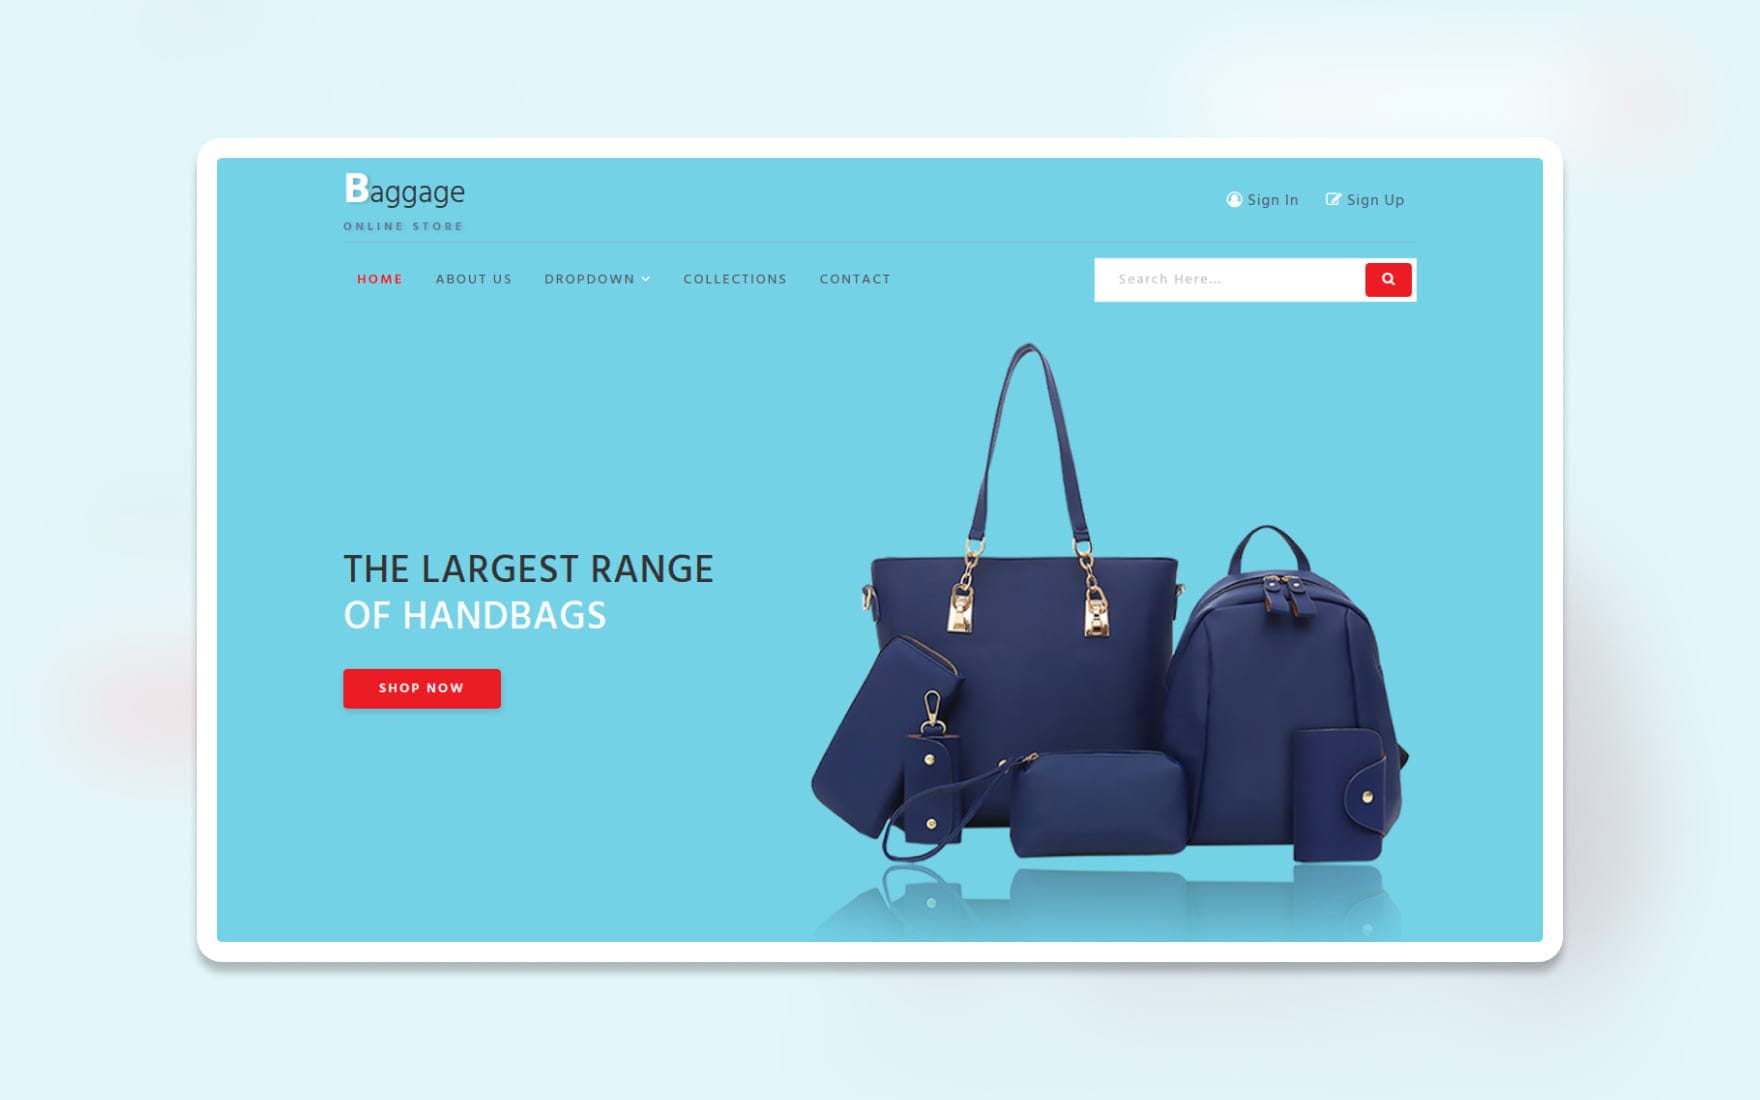 Baggage
ONLINE STORE
Sign In
Sign Up
HOME
ABOUT US
DROPDOWN
COLLECTIONS
CONTACT
Search Here...
THE LARGEST RANGE
OF HANDBAGS
SHOP NOW